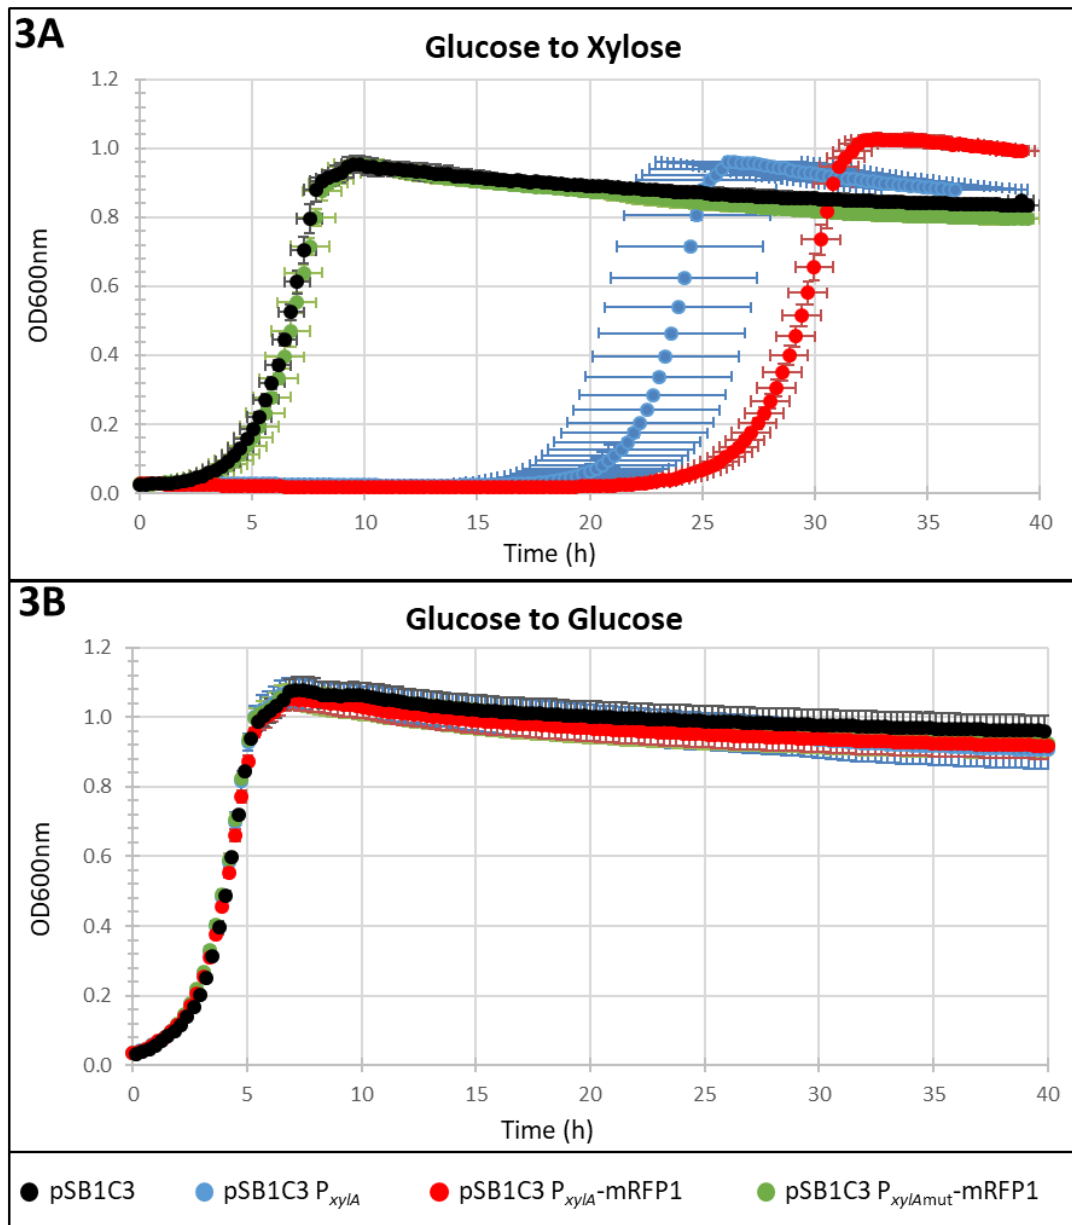 3A
Glucose to Xylose
1.2
1.0
0.8
0.6
0.4
0.2
0.0
OD600nm
0 5 10 15 20 25 30 35 40
Time (h)
3B
Glucose to Glucose
1.2
1.0
0.8
0.6
0.4
0.2
0.0
OD600nm
0 5 10 15 20 25 30 35 40
Time (h)
pSB1C3 pSB1C3 PxylA pSB1C3 PxylA-mRFP1 pSB1C3 PxylAmut-mRFP1